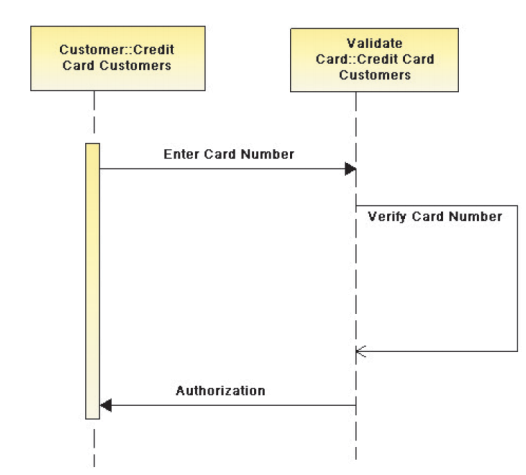 Customer::Credit
Card Customers
Validate
Card::Credit Card
Customers
Enter Card Number
Verify Card Number
Authorization